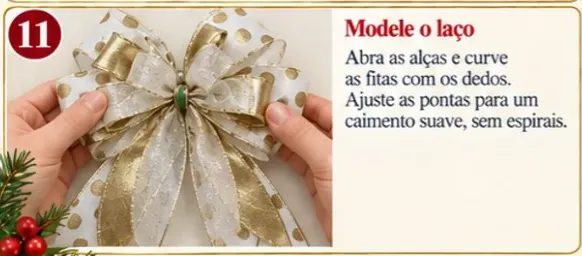 11
Modele o laço
Abra as alças e curve
as fitas com os dedos.
Ajuste as pontas para um
caimento suave, sem espirais.